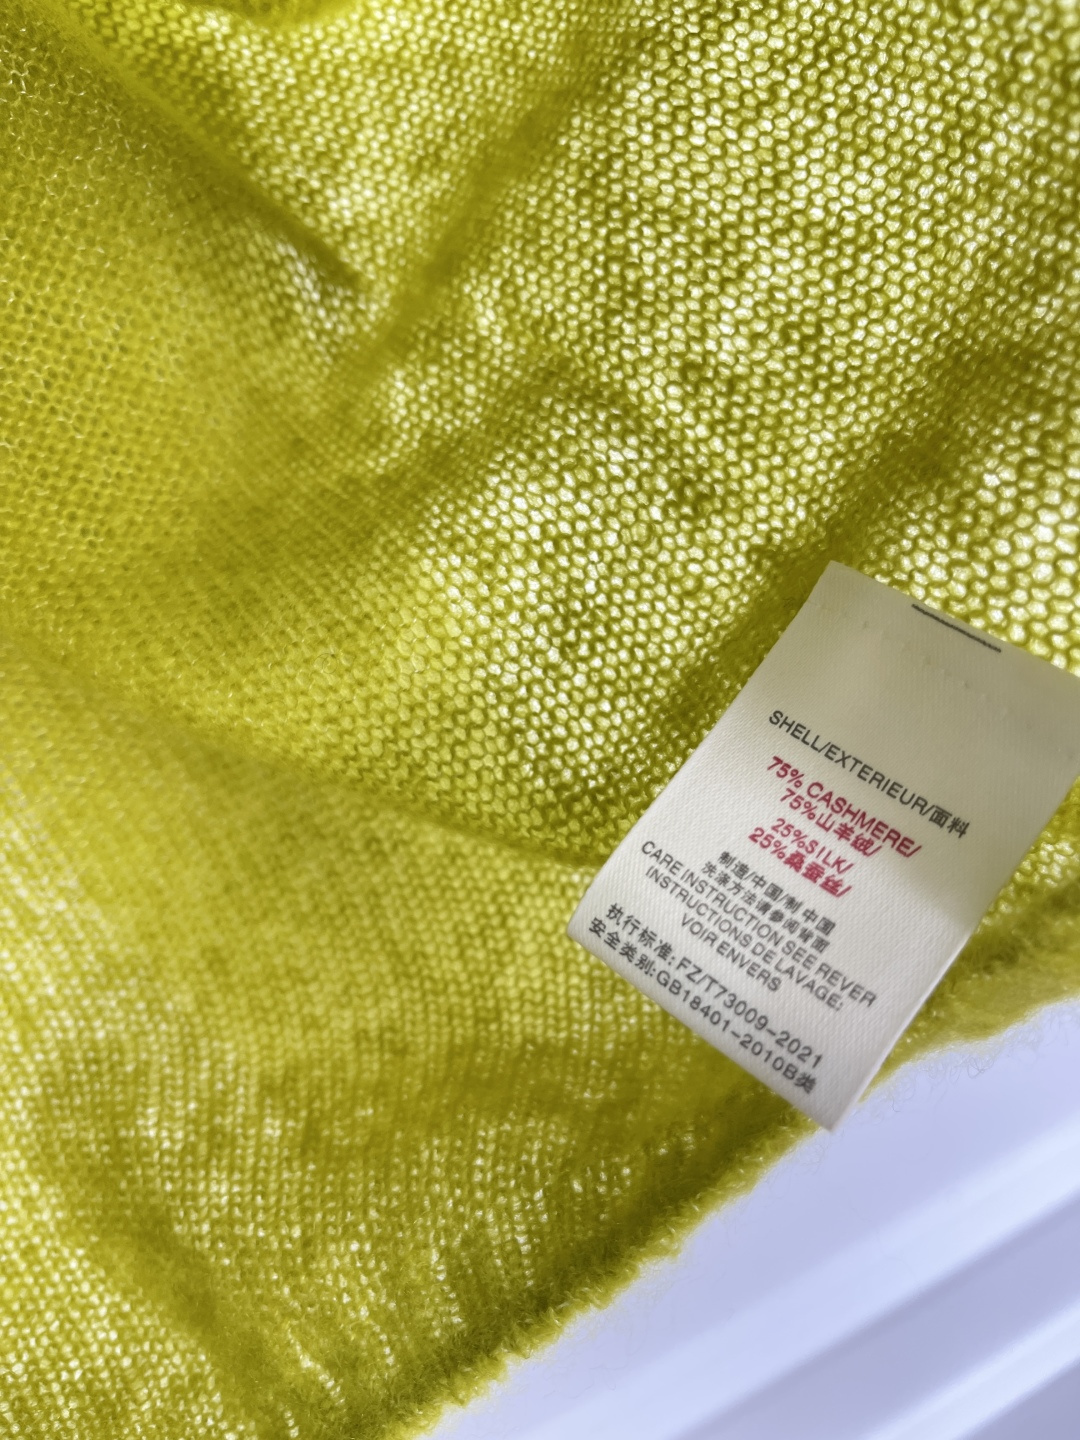 SHELL/EXTERIEUR/面料
75% CASHMERE/
75%山羊绒/
25%SILK/
25%桑蚕丝/
制造/中国/制 中国
洗涤方法请参阅背面
CARE INSTRUCTION SEE REVER
INSTRUCTIONS DE LAVAGE:
VOIR ENVERS
执行标准:FZ/T73009-2021
安全类别:GB18401-2010B类